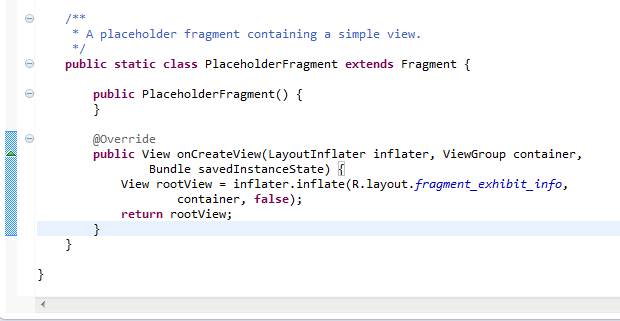 /**
 * A placeholder fragment containing a simple view.
 */
public static class PlaceholderFragment extends Fragment {
public PlaceholderFragment() {
}
@Override
public View onCreateView(LayoutInflater inflater, ViewGroup container,
Bundle savedInstanceState) {
View rootView = inflater.inflate(R.layout.fragment_exhibit_info,
container, false);
return rootView;
}
}
}